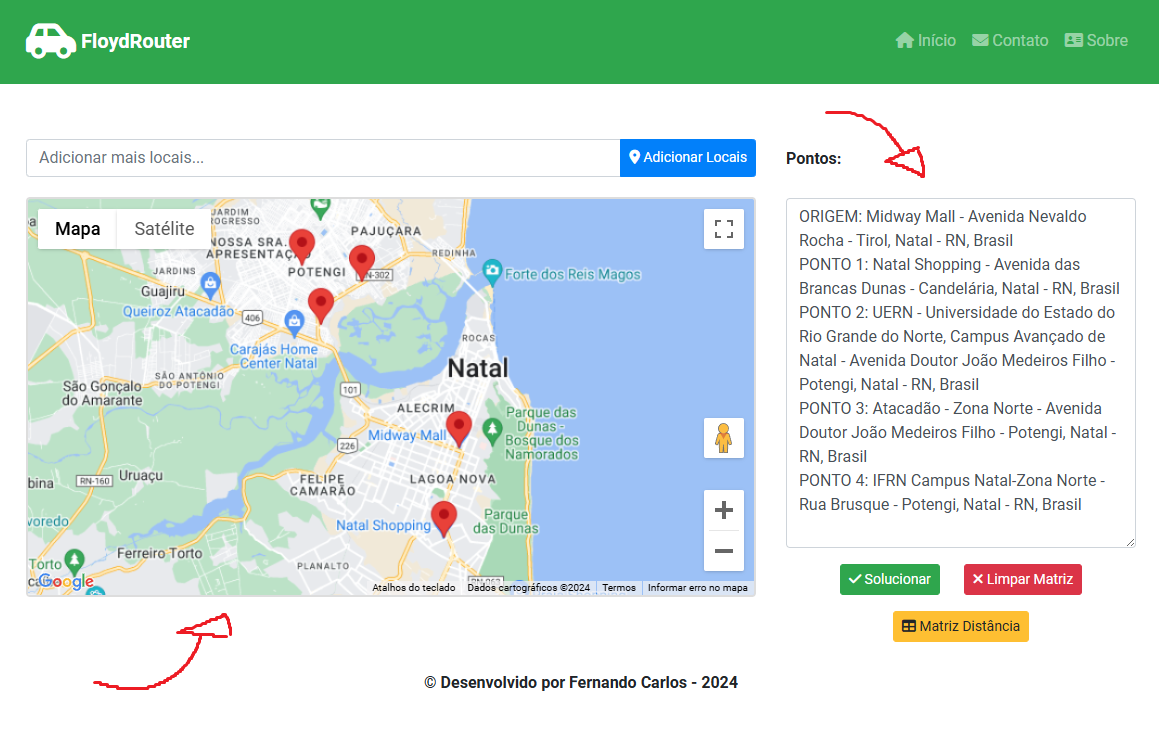 FloydRouter
Início
Contato
Sobre
Adicionar mais locais...
Adicionar Locais
Mapa
Satélite
JARDIM
PROGRESSO
NOSSA SRA.
APRESENTAÇÃO
PAJUÇARA
REDINHA
POTENGI
RN-302
JARDINS
Guajiru
Forte dos Reis Magos
Queiroz Atacadão
406
Carajás Home
Center Natal
ROCAS
Natal
SANTO ANTÔNIO
DO POTENGI
São Gonçalo
do Amarante
101
ALECRIM
Parque das
Dunas -
Bosque dos
Namorados
Midway Mall
226
LAGOA NOVA
Uruaçu
RN-160
FELIPE
CAMARÃO
Natal Shopping
Parque
das Dunas
voredo
Ferreiro Torto
Torto
PLANALTO
RN-063
Google
Atalhos do teclado
Dados cartográficos ©2024
Termos
Informar erro no mapa
Pontos:
ORIGEM: Midway Mall - Avenida Nevaldo
Rocha - Tirol, Natal - RN, Brasil
PONTO 1: Natal Shopping - Avenida das
Brancas Dunas - Candelária, Natal - RN, Brasil
PONTO 2: UERN - Universidade do Estado do
Rio Grande do Norte, Campus Avançado de
Natal - Avenida Doutor João Medeiros Filho -
Potengi, Natal - RN, Brasil
PONTO 3: Atacadão - Zona Norte - Avenida
Doutor João Medeiros Filho - Potengi, Natal -
RN, Brasil
PONTO 4: IFRN Campus Natal-Zona Norte -
Rua Brusque - Potengi, Natal - RN, Brasil
Solucionar
Limpar Matriz
Matriz Distância
© Desenvolvido por Fernando Carlos - 2024